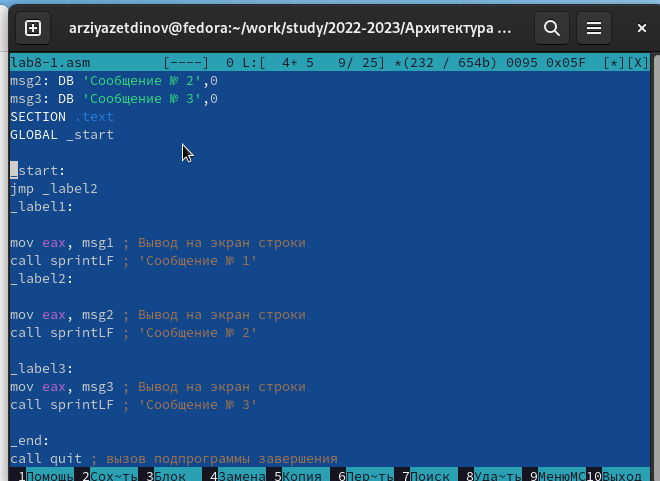 arziyazetdinov@fedora:~/work/study/2022-2023/Архитектура ...
lab8-1.asm [----] 0 L:[ 4+ 5 9/ 25] *(232 / 654b) 0095 0x05F [*][X]
msg2: DB 'Сообщение № 2',0
msg3: DB 'Сообщение № 3',0
SECTION .text
GLOBAL _start
_start:
jmp _label2
_label1:
mov eax, msg1 ; Вывод на экран строки
call sprintLF ; 'Сообщение № 1'
_label2:
mov eax, msg2 ; Вывод на экран строки
call sprintLF ; 'Сообщение № 2'
_label3:
mov eax, msg3 ; Вывод на экран строки
call sprintLF ; 'Сообщение № 3'
_end:
call quit ; вызов подпрограммы завершения
1Помощь 2Сох~ть 3Блок 4Замена 5Копия 6Пер~ть 7Поиск 8Уда~ть 9МенюMC 10Выход